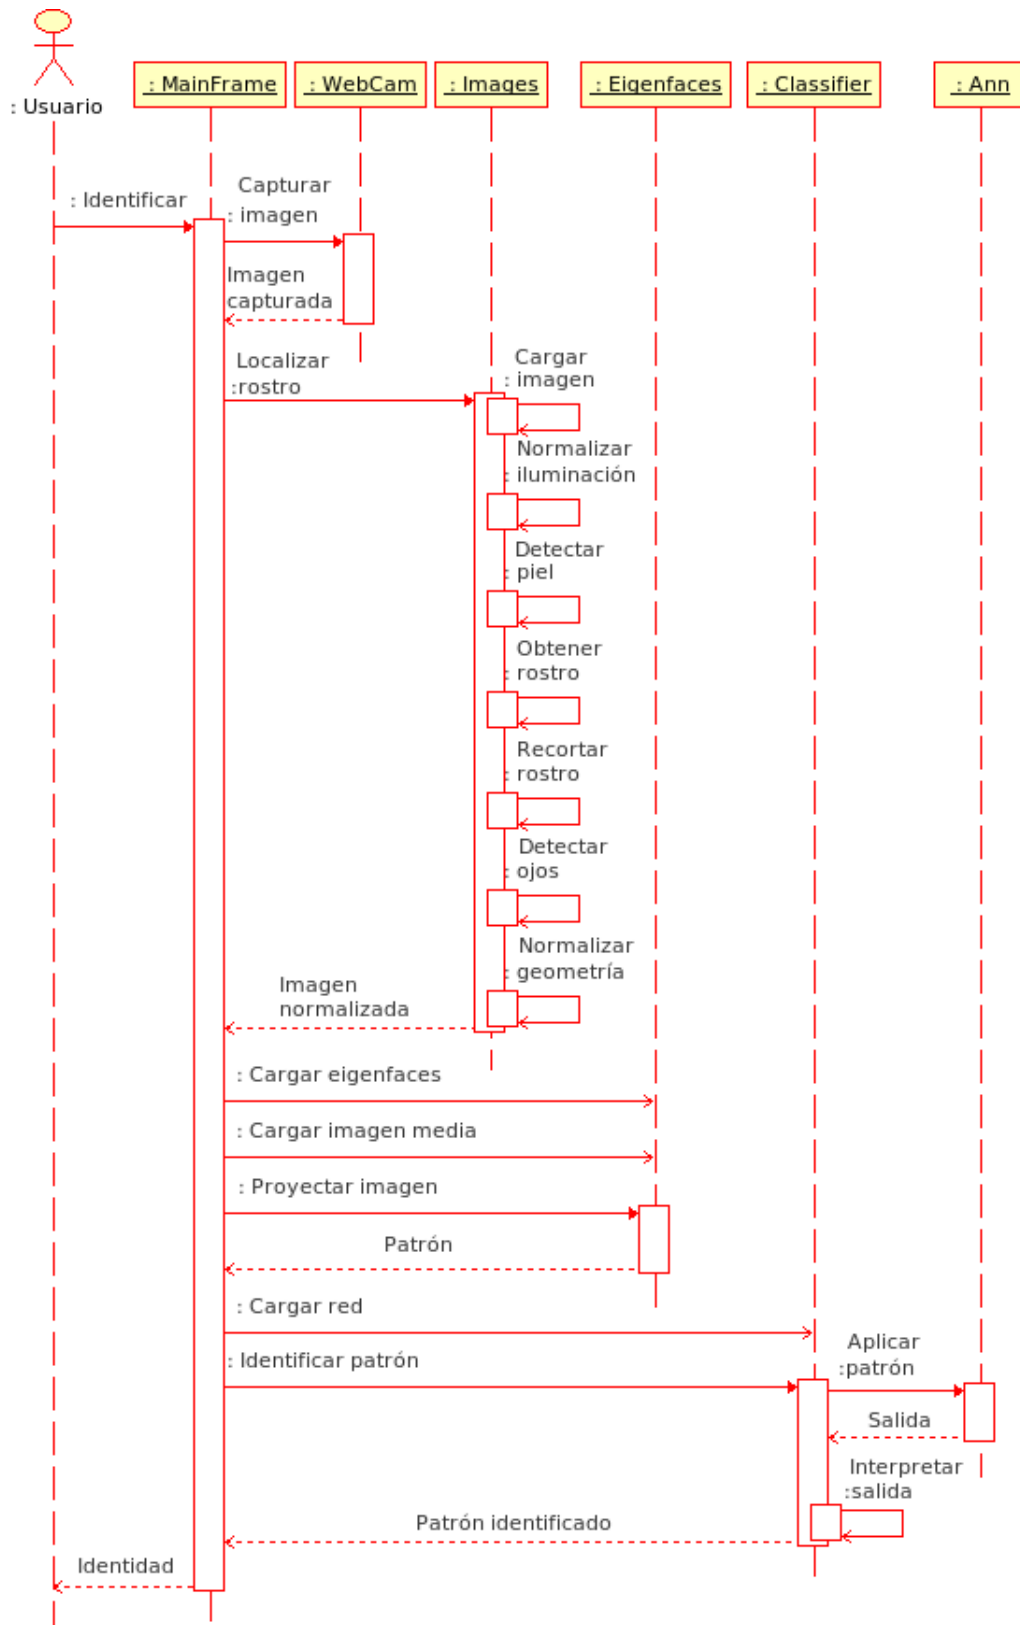 : Usuario
: MainFrame
: WebCam
: Images
: Eigenfaces
: Classifier
: Ann
: Identificar
Capturar
: imagen
Imagen
capturada
Localizar
:rostro
Cargar
: imagen
Normalizar
: iluminación
Detectar
: piel
Obtener
: rostro
Recortar
: rostro
Detectar
: ojos
Normalizar
: geometría
Imagen
normalizada
: Cargar eigenfaces
: Cargar imagen media
: Proyectar imagen
Patrón
: Cargar red
: Identificar patrón
Aplicar
:patrón
Salida
Interpretar
:salida
Patrón identificado
Identidad